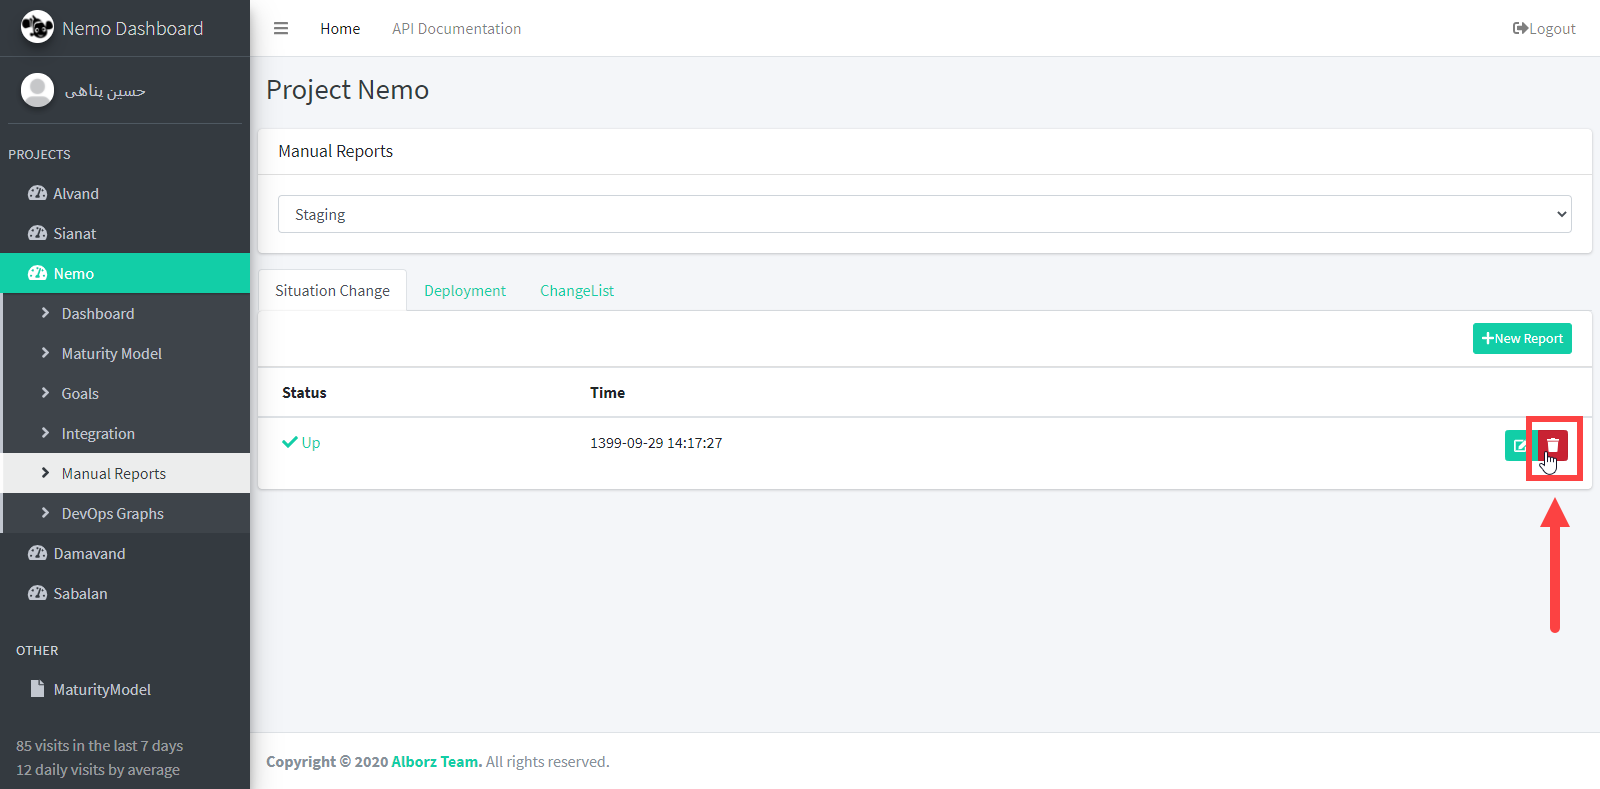 Nemo Dashboard
حسین پناهی
PROJECTS
Alvand
Sianat
Nemo
Dashboard
Maturity Model
Goals
Integration
Manual Reports
DevOps Graphs
Damavand
Sabalan
OTHER
MaturityModel
85 visits in the last 7 days
12 daily visits by average
Home API Documentation Logout
Project Nemo
Manual Reports
Staging
Situation Change Deployment ChangeList
New Report
Status Time
Up 1399-09-29 14:17:27
Copyright © 2020 Alborz Team. All rights reserved.